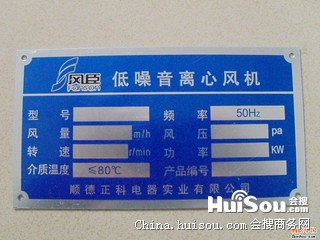 风臣 低噪音离心风机
型号 频率 50Hz
风量 m/h 风压 pa
转速 r/min 功率 KW
介质温度 ≤80℃ 产品编号
顺德正科电器实业有限公司
HuiSou 会搜
.com
China.huisou.com 会搜商务网